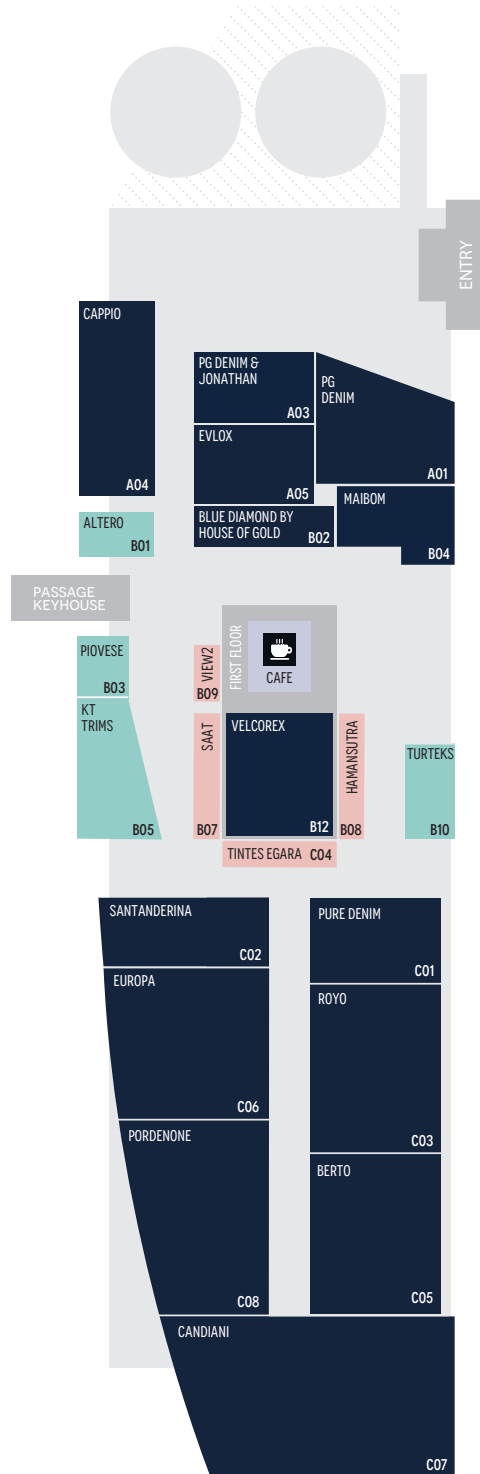 ENTRY
CAPPIO
A04
PG DENIM &
JONATHAN
A03
PG
DENIM
A01
EVLOX
A05
MAIBOM
B04
BLUE DIAMOND BY
HOUSE OF GOLD
B02
ALTERO
B01
PASSAGE
KEYHOUSE
PIOVESE
B03
KT
TRIMS
B05
VIEW2
B09
FIRST FLOOR
CAFE
SAAT
B07
VELCOREX
B12
HAMANSUTRA
B08
TURTEKS
B10
TINTES EGARA C04
SANTANDERINA
C02
PURE DENIM
C01
EUROPA
C06
ROYO
C03
PORDENONE
C08
BERTO
C05
CANDIANI
C07